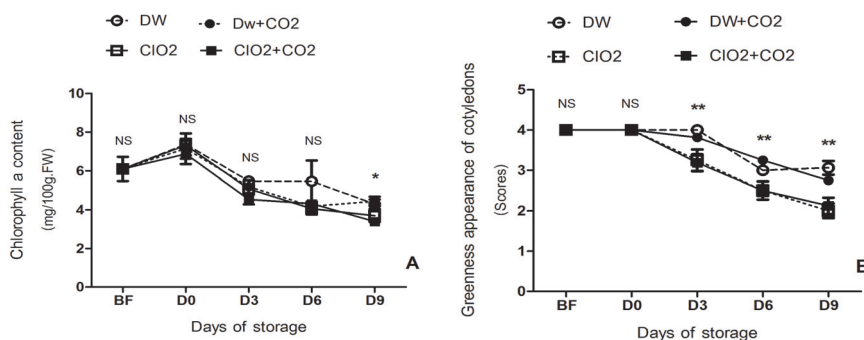 DW
Dw+CO2
ClO2
ClO2+CO2
Chlorophyll a content
(mg/100g.FW)
10
8
6
4
2
0
NS
NS
NS
NS
*
A
BF
D0
D3
D6
D9
Days of storage
DW
DW+CO2
ClO2
ClO2+CO2
Greenness appearance of cotyledons
(Scores)
5
4
3
2
1
0
NS
NS
**
**
**
BF
D0
D3
D6
D9
Days of storage